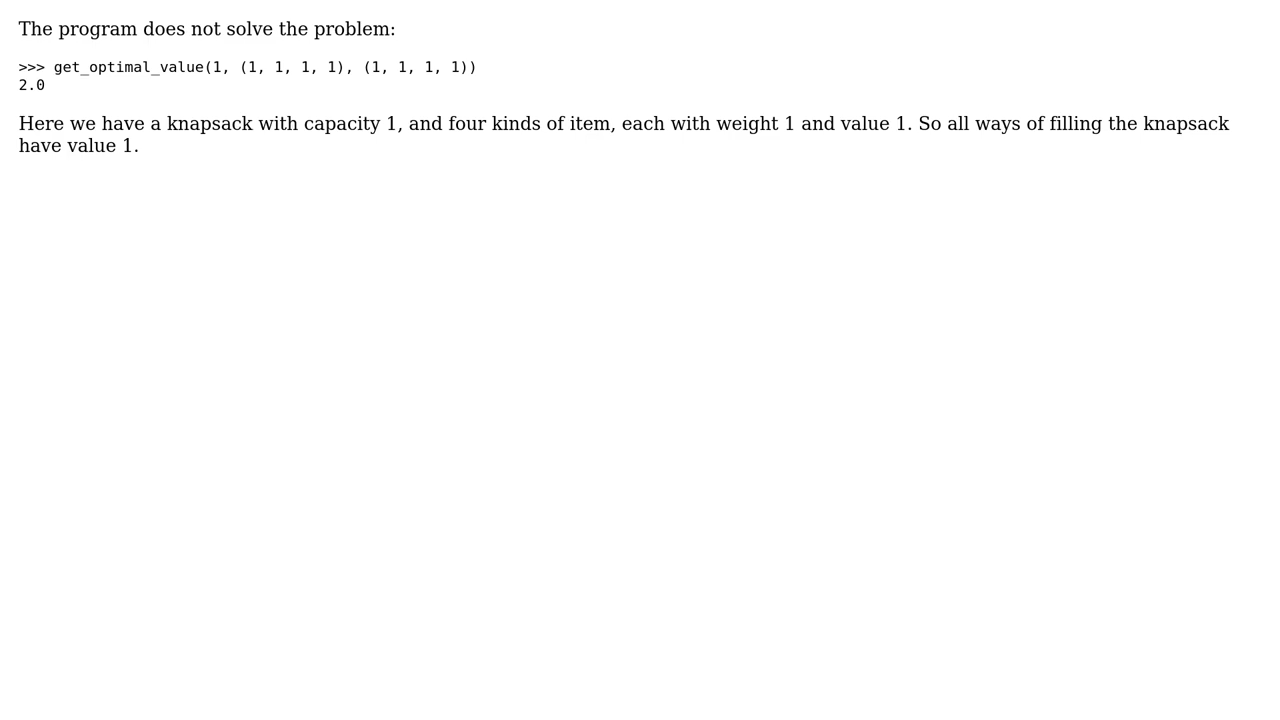 The program does not solve the problem:
>>> get_optimal_value(1, (1, 1, 1, 1), (1, 1, 1, 1))
2.0
Here we have a knapsack with capacity 1, and four kinds of item, each with weight 1 and value 1. So all ways of filling the knapsack
have value 1.